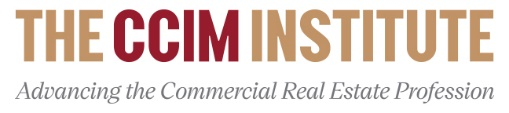 THE CCIM INSTITUTE
Advancing the Commercial Real Estate Profession